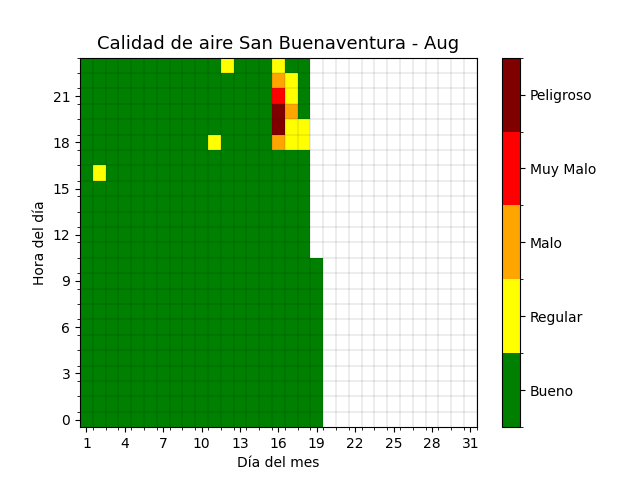 Calidad de aire San Buenaventura - Aug
Hora del día
21
18
15
12
9
6
3
0
1 4 7 10 13 16 19 22 25 28 31
Día del mes
Peligroso
Muy Malo
Malo
Regular
Bueno